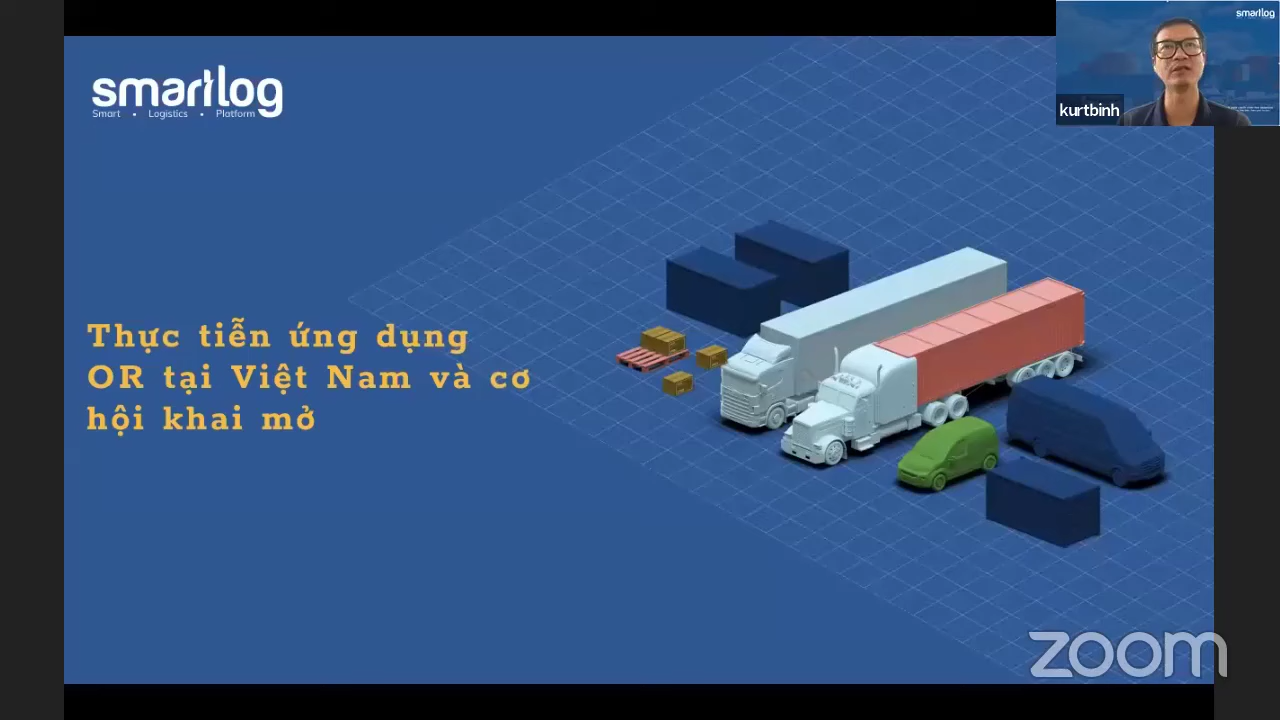 smartlog
Smart • Logistics • Platform
smartlog
kurtbinh
Thực tiễn ứng dụng
OR tại Việt Nam và cơ
hội khai mở
zoom